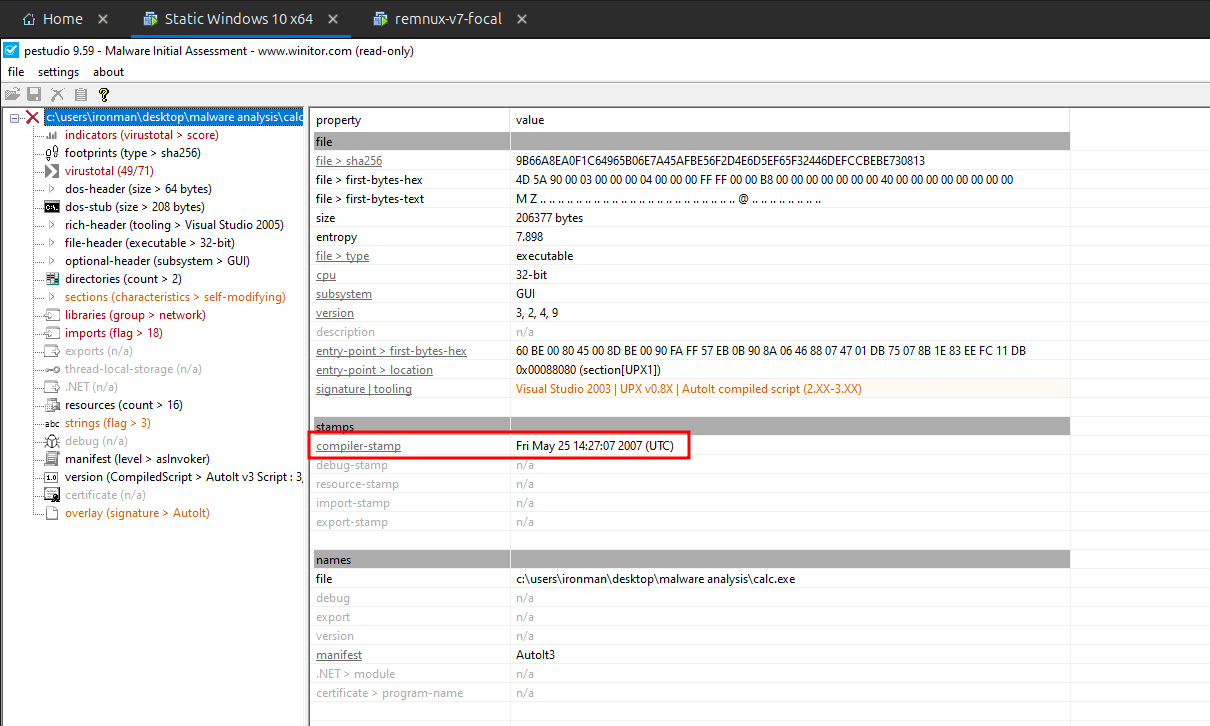 Home
Static Windows 10 x64
remnux-v7-focal
pestudio 9.59 - Malware Initial Assessment - www.winitor.com (read-only)
file settings about
c:\users\ironman\desktop\malware analysis\calc
indicators (virustotal > score)
footprints (type > sha256)
virustotal (49/71)
dos-header (size > 64 bytes)
dos-stub (size > 208 bytes)
rich-header (tooling > Visual Studio 2005)
file-header (executable > 32-bit)
optional-header (subsystem > GUI)
directories (count > 2)
sections (characteristics > self-modifying)
libraries (group > network)
imports (flag > 18)
exports (n/a)
thread-local-storage (n/a)
.NET (n/a)
resources (count > 16)
abc strings (flag > 3)
debug (n/a)
manifest (level > asInvoker)
1.0 version (CompiledScript > AutoIt v3 Script : 3,
certificate (n/a)
overlay (signature > AutoIt)
property value
file
file > sha256 9B66A8EA0F1C64965B06E7A45AFBE56F2D4E6D5EF65F32446DEFCCBEBE730813
file > first-bytes-hex 4D 5A 90 00 03 00 00 00 04 00 00 00 FF FF 00 00 B8 00 00 00 00 00 00 00 40 00 00 00 00 00 00 00
file > first-bytes-text M Z .. .. .. .. .. .. .. .. .. .. .. .. .. .. .. .. .. .. .. .. @ .. .. .. .. .. .. ..
size 206377 bytes
entropy 7.898
file > type executable
cpu 32-bit
subsystem GUI
version 3, 2, 4, 9
description n/a
entry-point > first-bytes-hex 60 BE 00 80 45 00 8D BE 00 90 FA FF 57 EB 0B 90 8A 06 46 88 07 47 01 DB 75 07 8B 1E 83 EE FC 11 DB
entry-point > location 0x00088080 (section[UPX1])
signature | tooling Visual Studio 2003 | UPX v0.8X | AutoIt compiled script (2.XX-3.XX)
stamps
compiler-stamp Fri May 25 14:27:07 2007 (UTC)
debug-stamp n/a
resource-stamp n/a
import-stamp n/a
export-stamp n/a
names
file c:\users\ironman\desktop\malware analysis\calc.exe
debug n/a
export n/a
version n/a
manifest AutoIt3
.NET > module n/a
certificate > program-name n/a